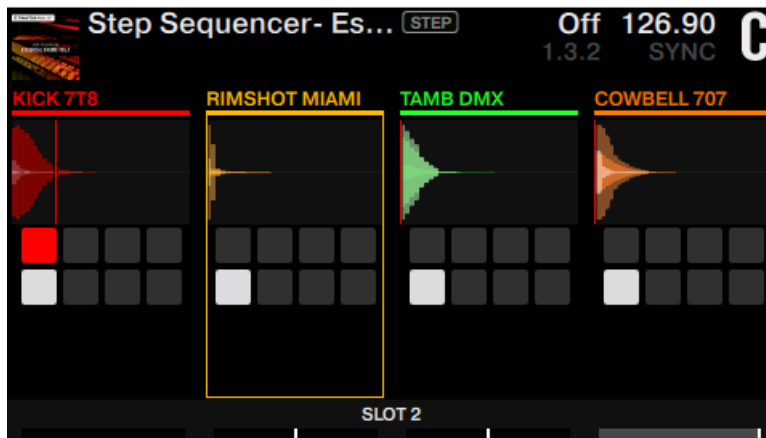 Step Sequencer- Es... STEP Off 126.90 C
1.3.2 SYNC
KICK 7T8 RIMSHOT MIAMI TAMB DMX COWBELL 707
SLOT 2